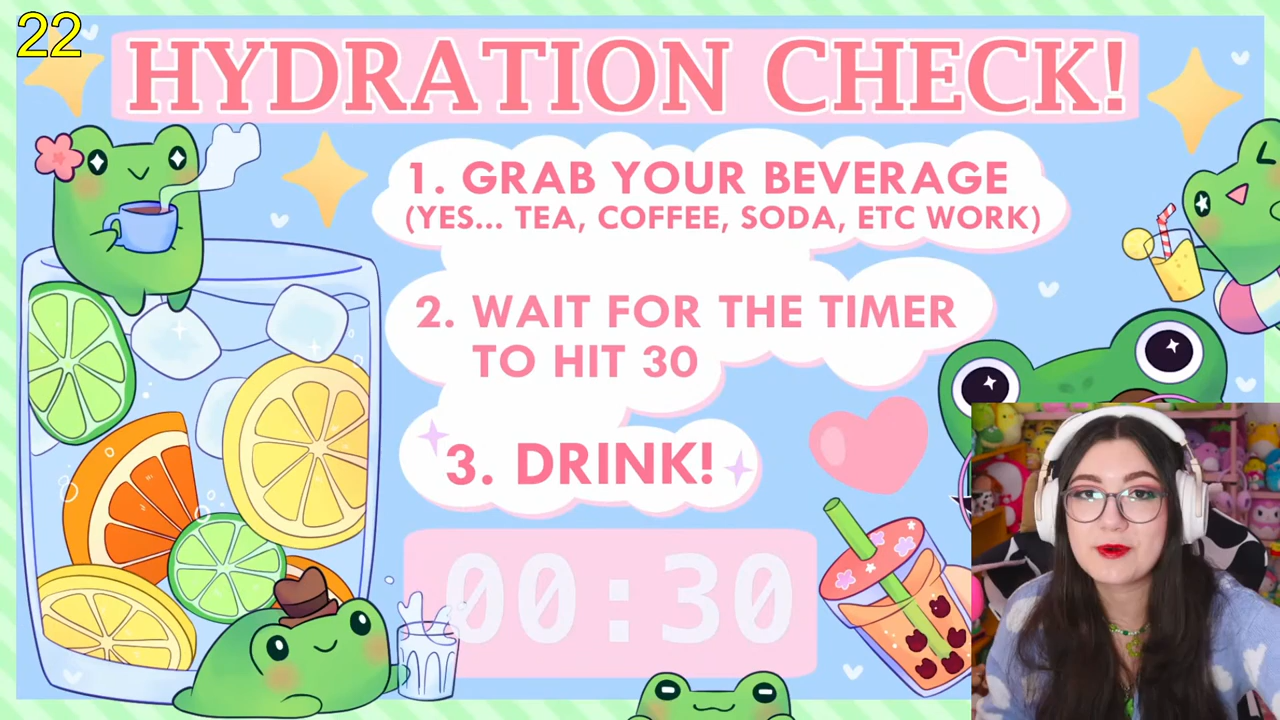 22
HYDRATION CHECK!
1. GRAB YOUR BEVERAGE
(YES... TEA, COFFEE, SODA, ETC WORK)
2. WAIT FOR THE TIMER
TO HIT 30
3. DRINK!
00:30